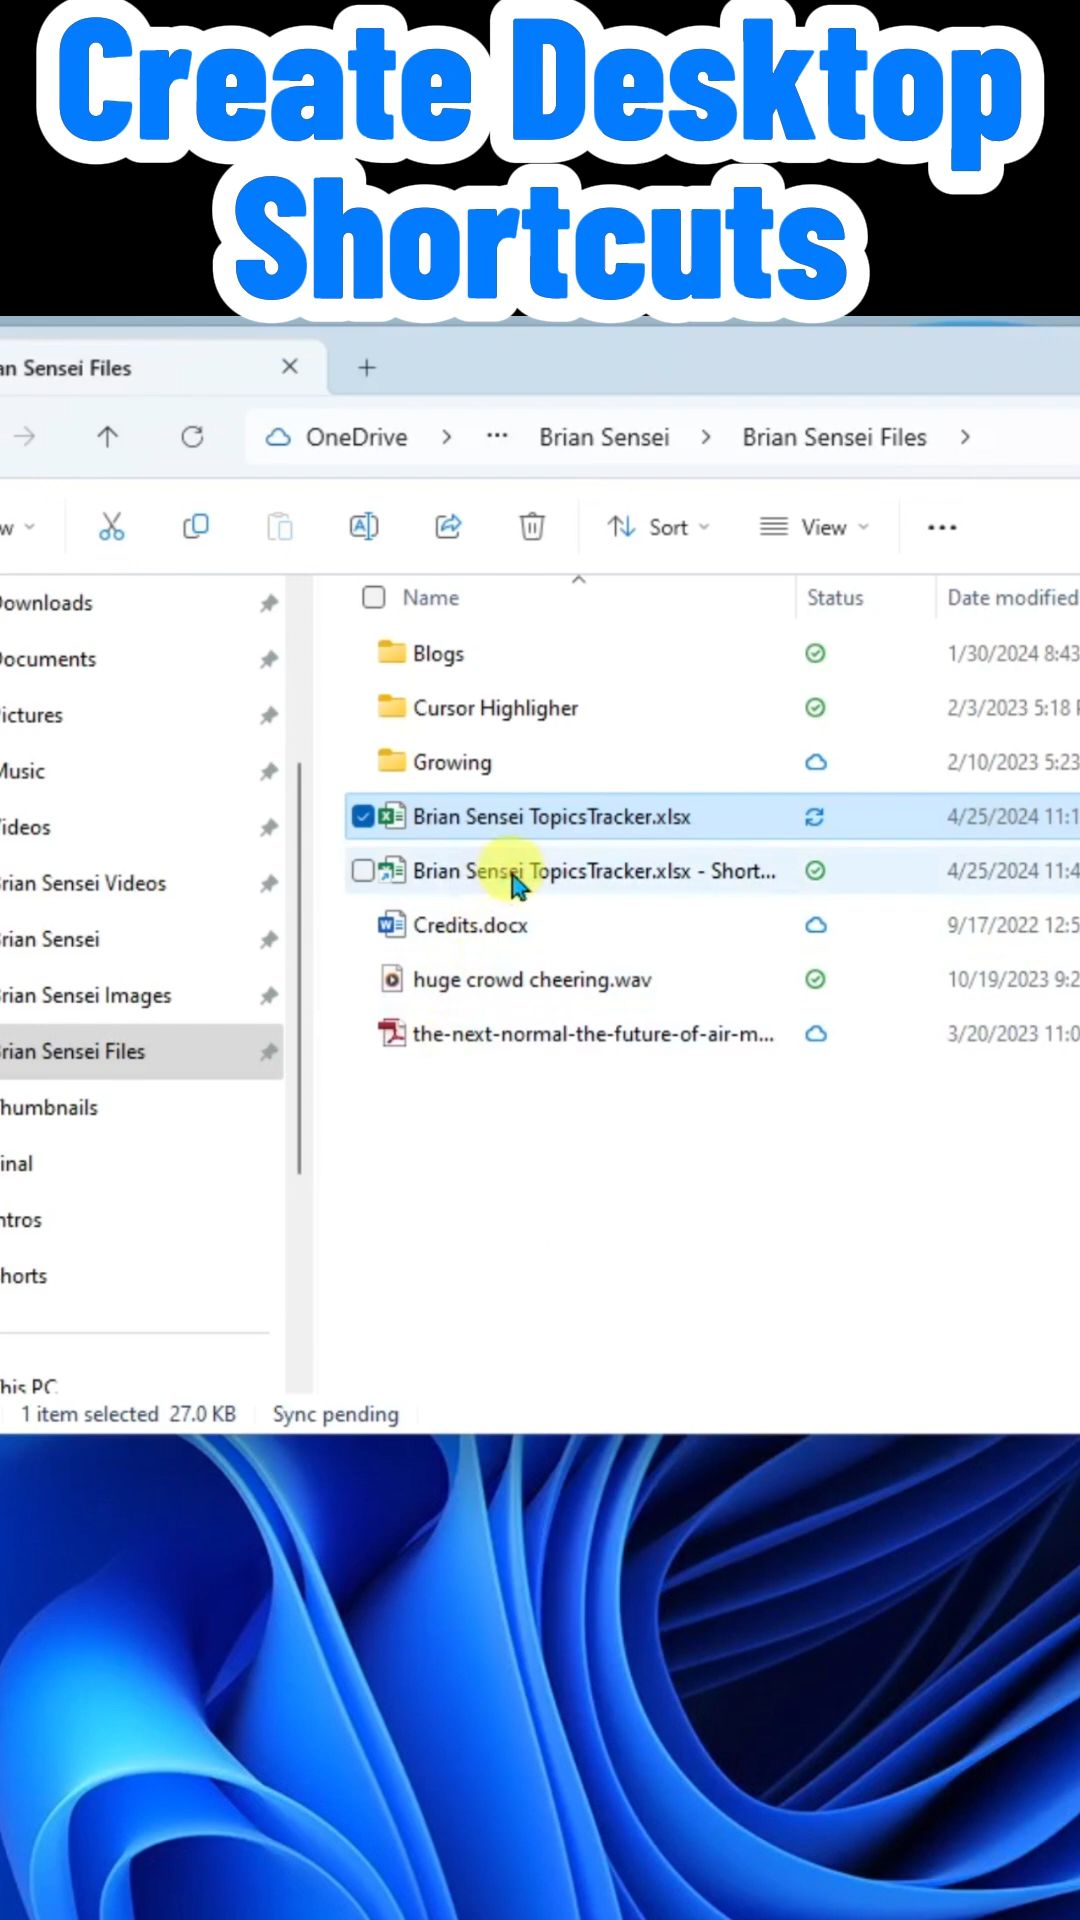 Create Desktop
Shortcuts
an Sensei Files
OneDrive > ... Brian Sensei > Brian Sensei Files >
w Sort View ...
Name Status Date modified
ownloads
ocuments
ictures
Music
ideos
rian Sensei Videos
rian Sensei
rian Sensei Images
rian Sensei Files
humbnails
inal
ntros
horts
his PC
Blogs 1/30/2024 8:43
Cursor Highligher 2/3/2023 5:18
Growing 2/10/2023 5:23
Brian Sensei TopicsTracker.xlsx 4/25/2024 11:1
Brian Sensei TopicsTracker.xlsx - Short... 4/25/2024 11:4
Credits.docx 9/17/2022 12:5
huge crowd cheering.wav 10/19/2023 9:2
the-next-normal-the-future-of-air-m... 3/20/2023 11:0
1 item selected 27.0 KB Sync pending